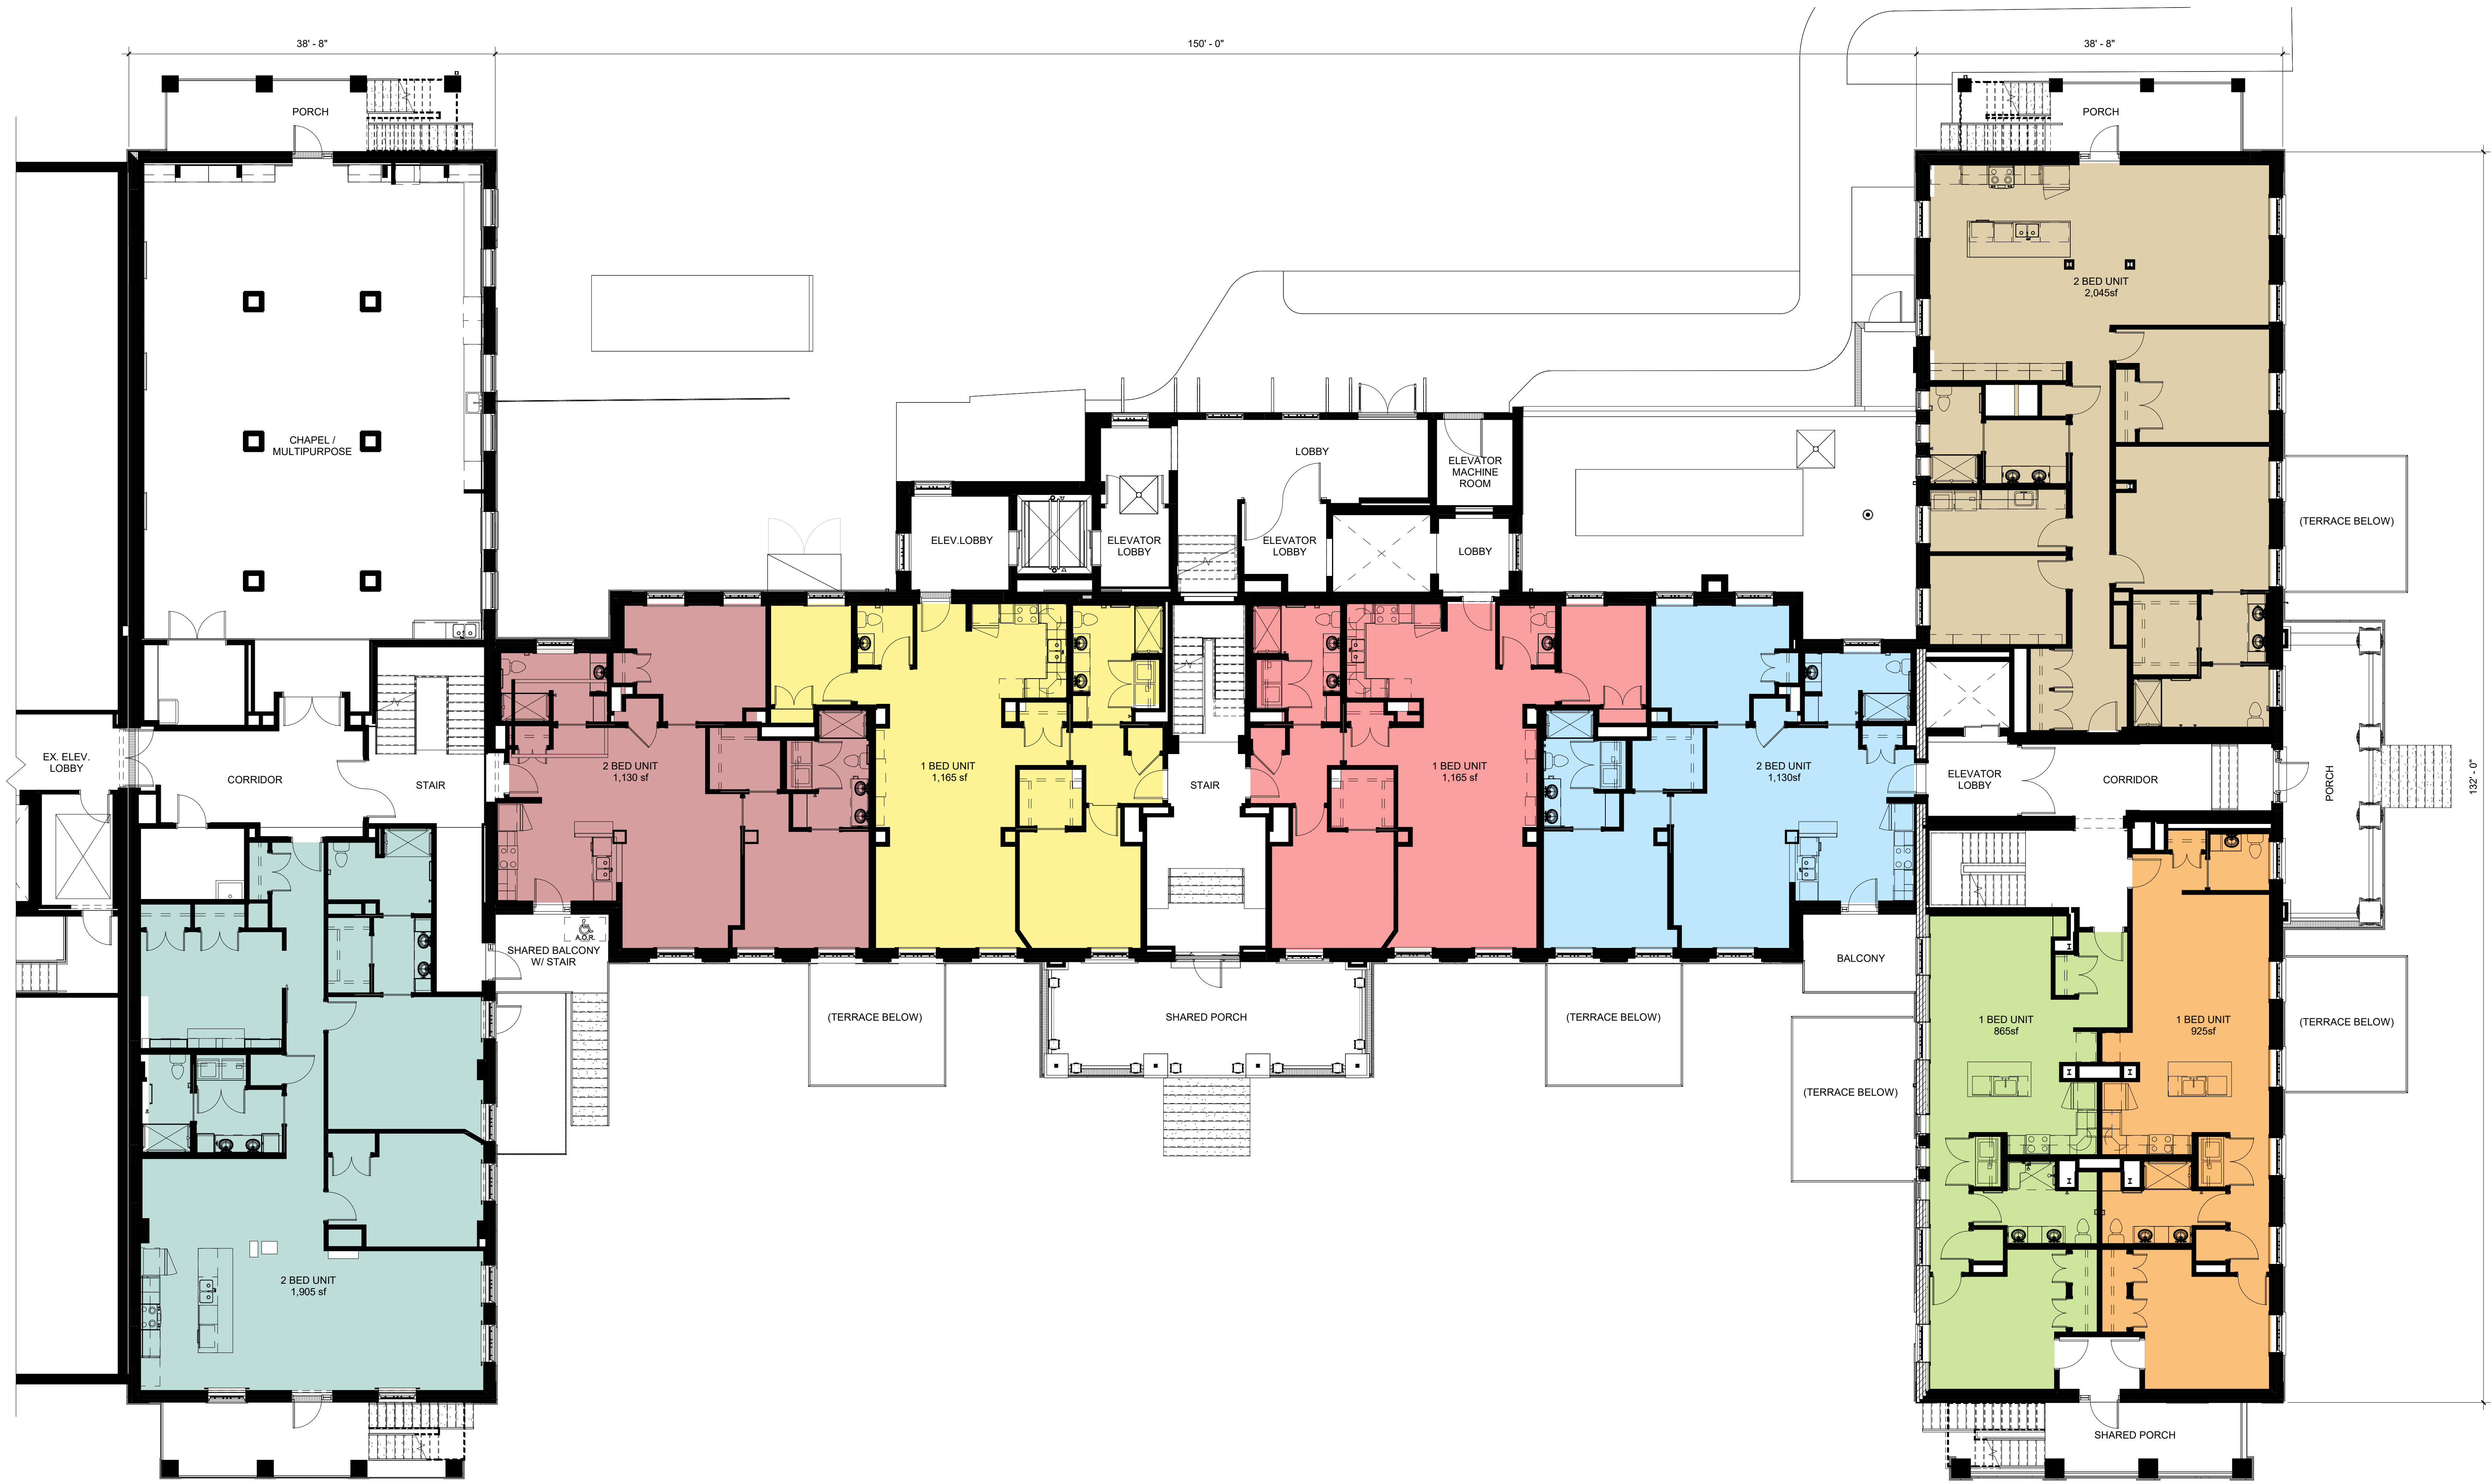 38' - 8"
150' - 0"
38' - 8"
PORCH
PORCH
2 BED UNIT
2,045sf
CHAPEL /
MULTIPURPOSE
LOBBY
ELEVATOR
MACHINE
ROOM
(TERRACE BELOW)
ELEV.LOBBY
ELEVATOR
LOBBY
ELEVATOR
LOBBY
LOBBY
EX. ELEV.
LOBBY
CORRIDOR
STAIR
2 BED UNIT
1,130 sf
1 BED UNIT
1,165 sf
STAIR
1 BED UNIT
1,165 sf
2 BED UNIT
1,130sf
ELEVATOR
LOBBY
CORRIDOR
PORCH
132' - 0"
A.O.R.
SHARED BALCONY
W/ STAIR
BALCONY
(TERRACE BELOW)
SHARED PORCH
(TERRACE BELOW)
1 BED UNIT
865sf
1 BED UNIT
925sf
(TERRACE BELOW)
(TERRACE BELOW)
2 BED UNIT
1,905 sf
SHARED PORCH